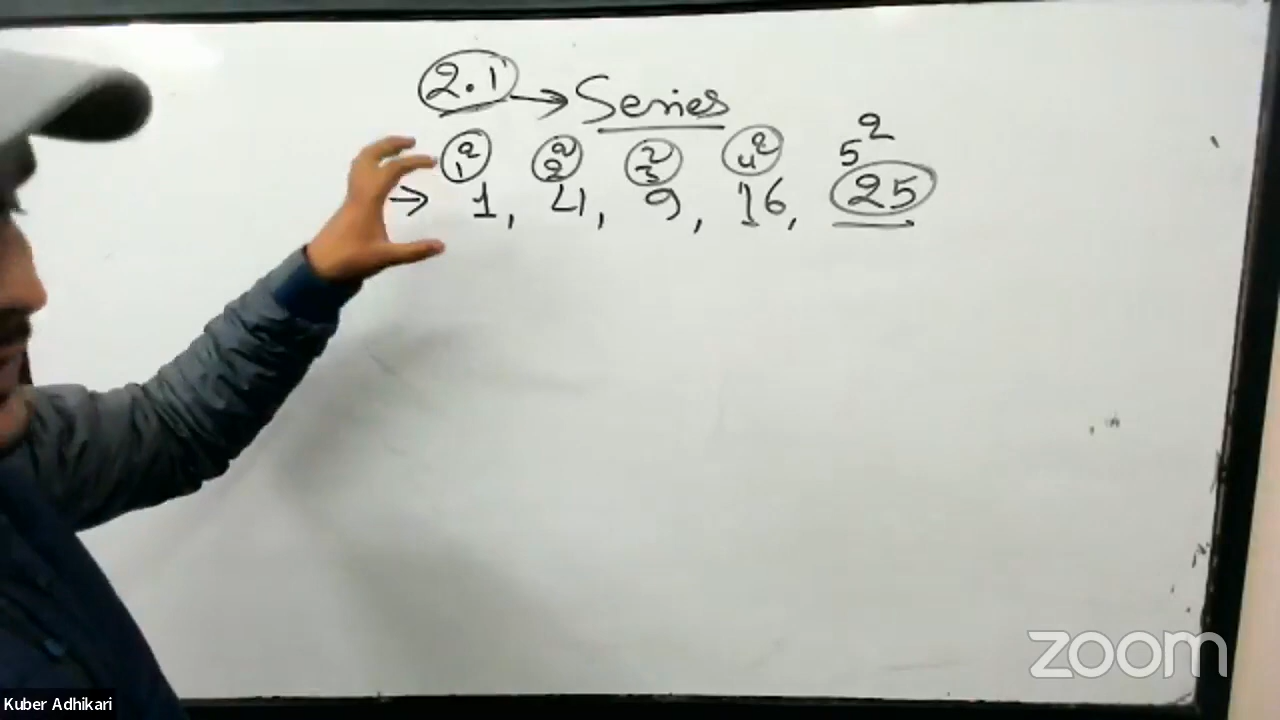 2.1 → Series
1² 2² 3² 4² 5²
→ 1, 4, 9, 16, 25
zoom
Kuber Adhikari